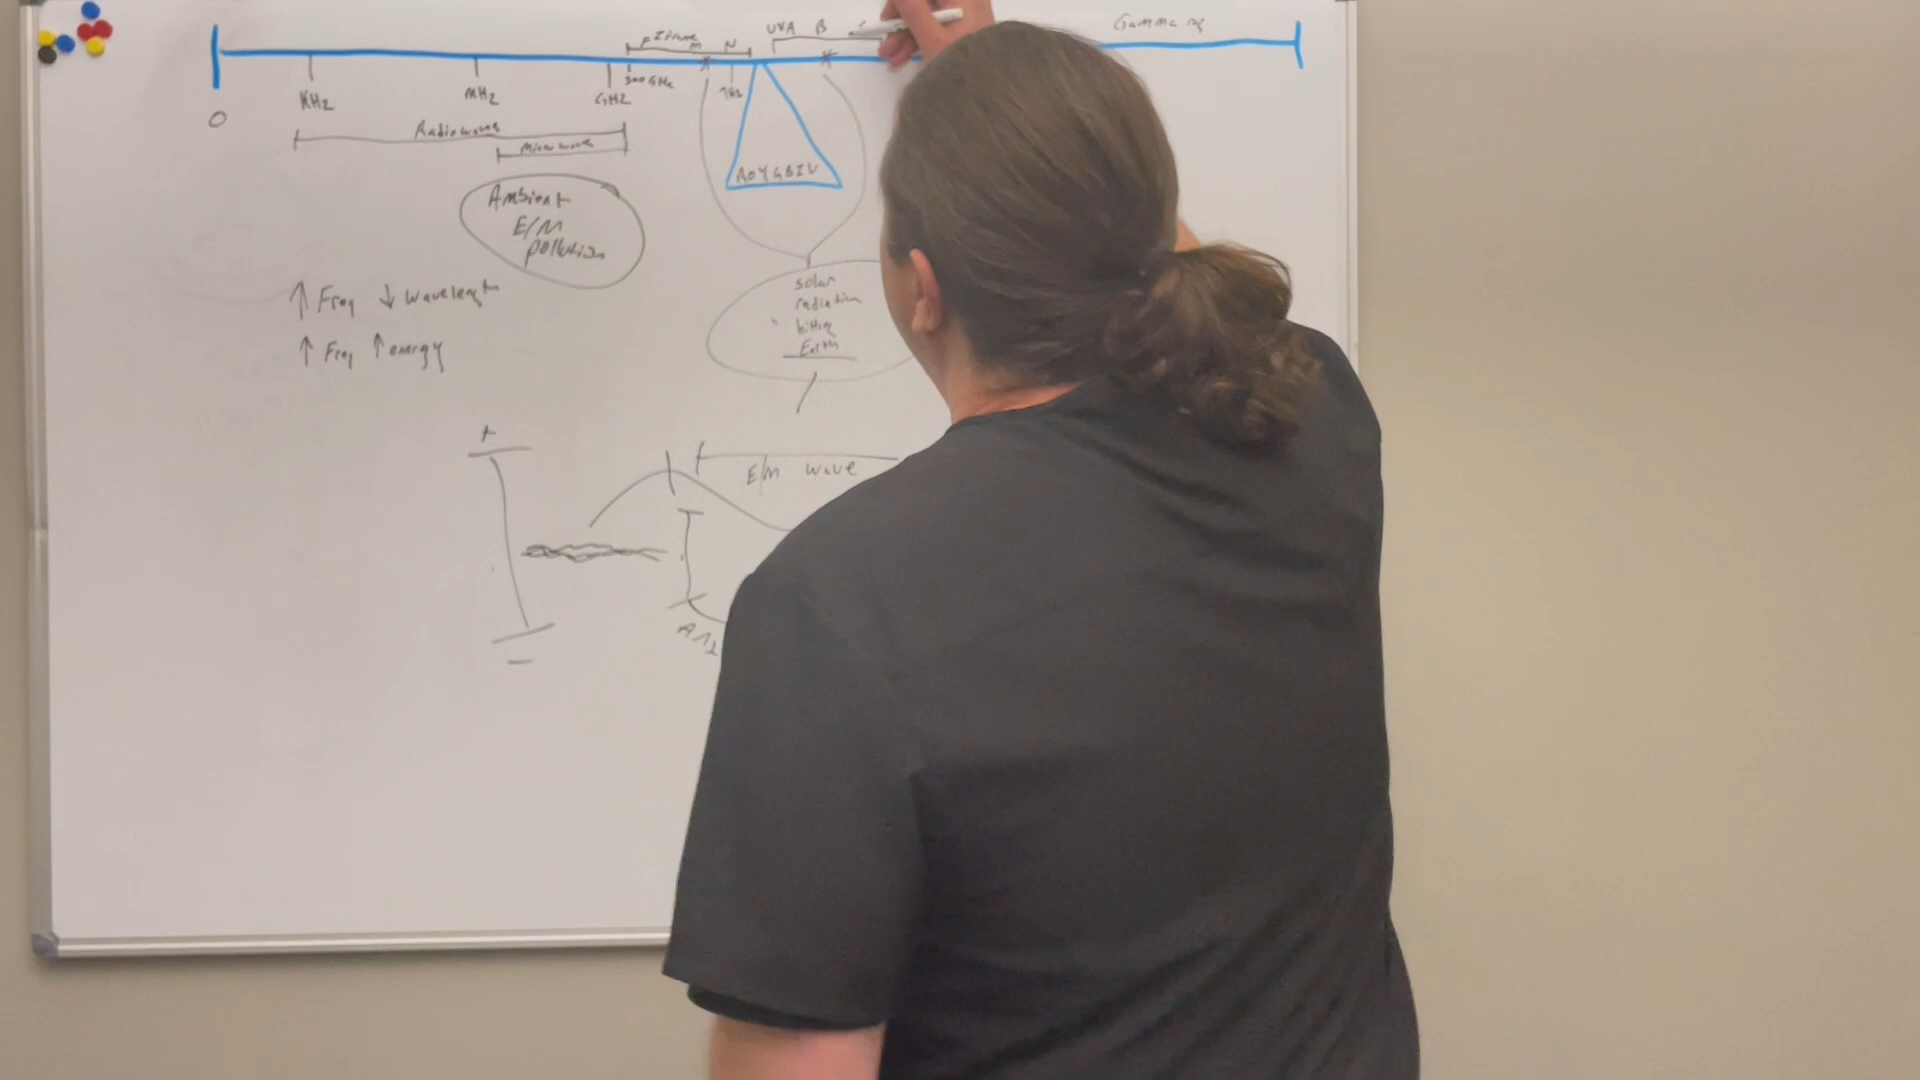 UVA B C
Gamma
M N
0
KHz
MHz
GHz
300 GHz
THz
Radiowaves
Microwaves
ROYGBIV
Ambient
E/M
pollution
↑ Freq ↓ Wavelength
↑ Freq ↑ energy
solar
radiation
hitting
Earth
+
E/M wave
−